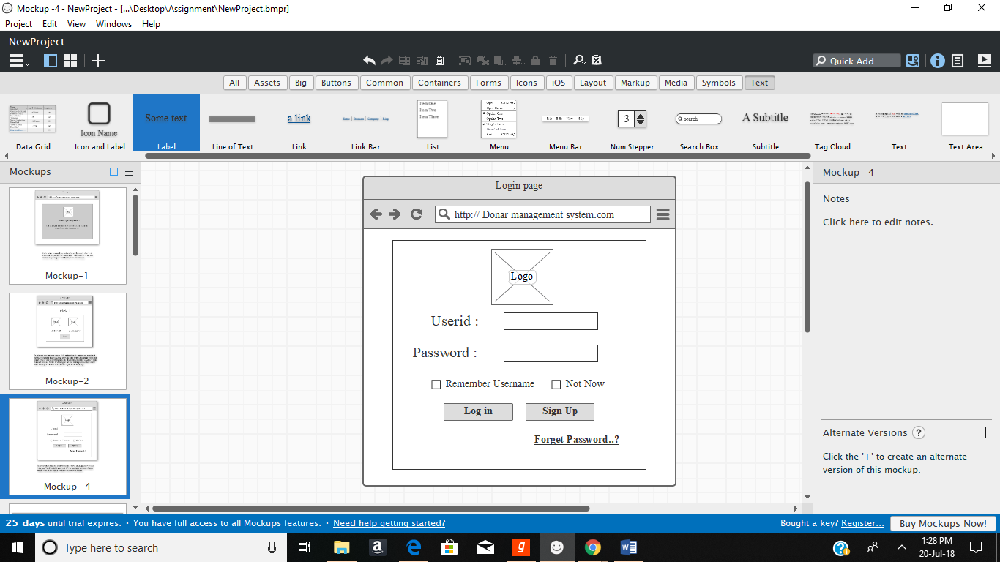 Mockup -4 - NewProject - [...\Desktop\Assignment\NewProject.bmpr]
Project Edit View Windows Help
NewProject
Quick Add
All Assets Big Buttons Common Containers Forms Icons iOS Layout Markup Media Symbols Text
Icon Name
Some text
a link
Item One
Item Two
Item Three
3
search
A Subtitle
Data Grid Icon and Label Label Line of Text Link Link Bar List Menu Menu Bar Num.Stepper Search Box Subtitle Tag Cloud Text Text Area
Mockups
Mockup-1
Mockup-2
Mockup -4
Login page
http:// Donar management system.com
Logo
Userid :
Password :
Remember Username Not Now
Log in Sign Up
Forget Password..?
Mockup -4
Notes
Click here to edit notes.
Alternate Versions ?
Click the '+' to create an alternate
version of this mockup.
25 days until trial expires. · You have full access to all Mockups features. · Need help getting started?
Bought a key? Register... Buy Mockups Now!
Type here to search
1:28 PM
20-Jul-18